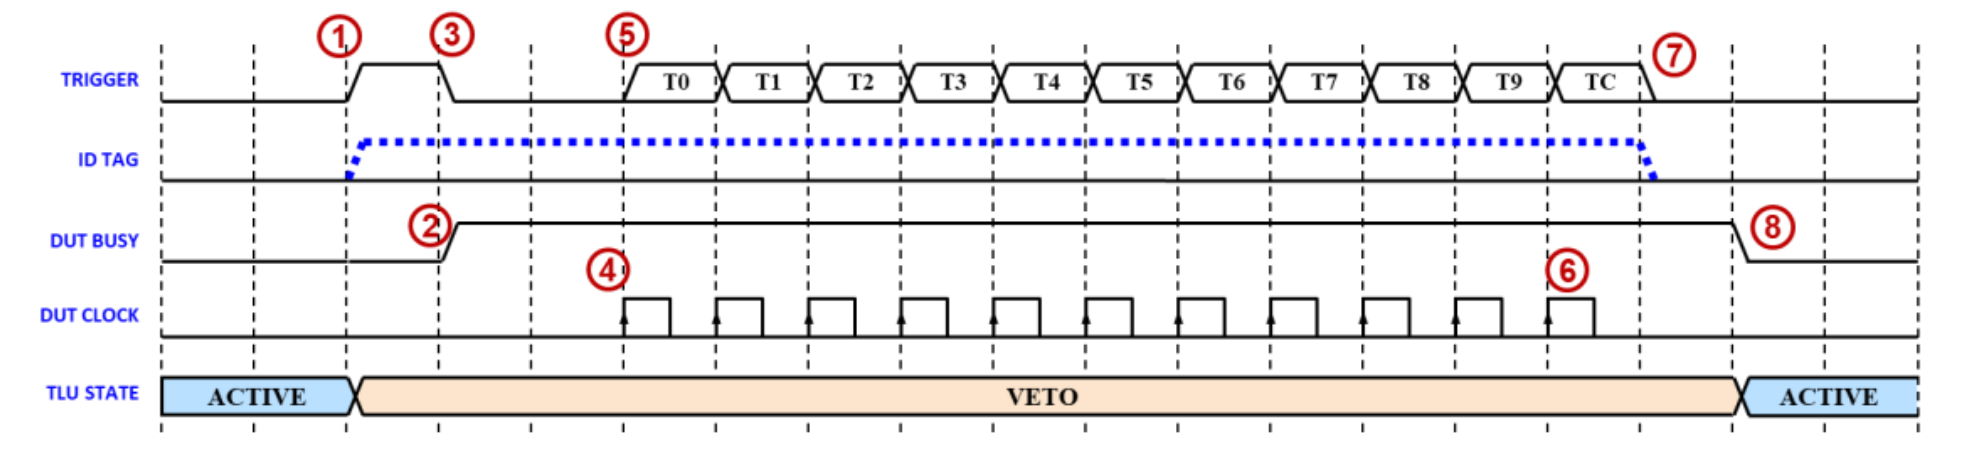 1 3 5 7
TRIGGER T0 T1 T2 T3 T4 T5 T6 T7 T8 T9 TC
ID TAG
DUT BUSY 2 8
4 6
DUT CLOCK
TLU STATE ACTIVE VETO ACTIVE